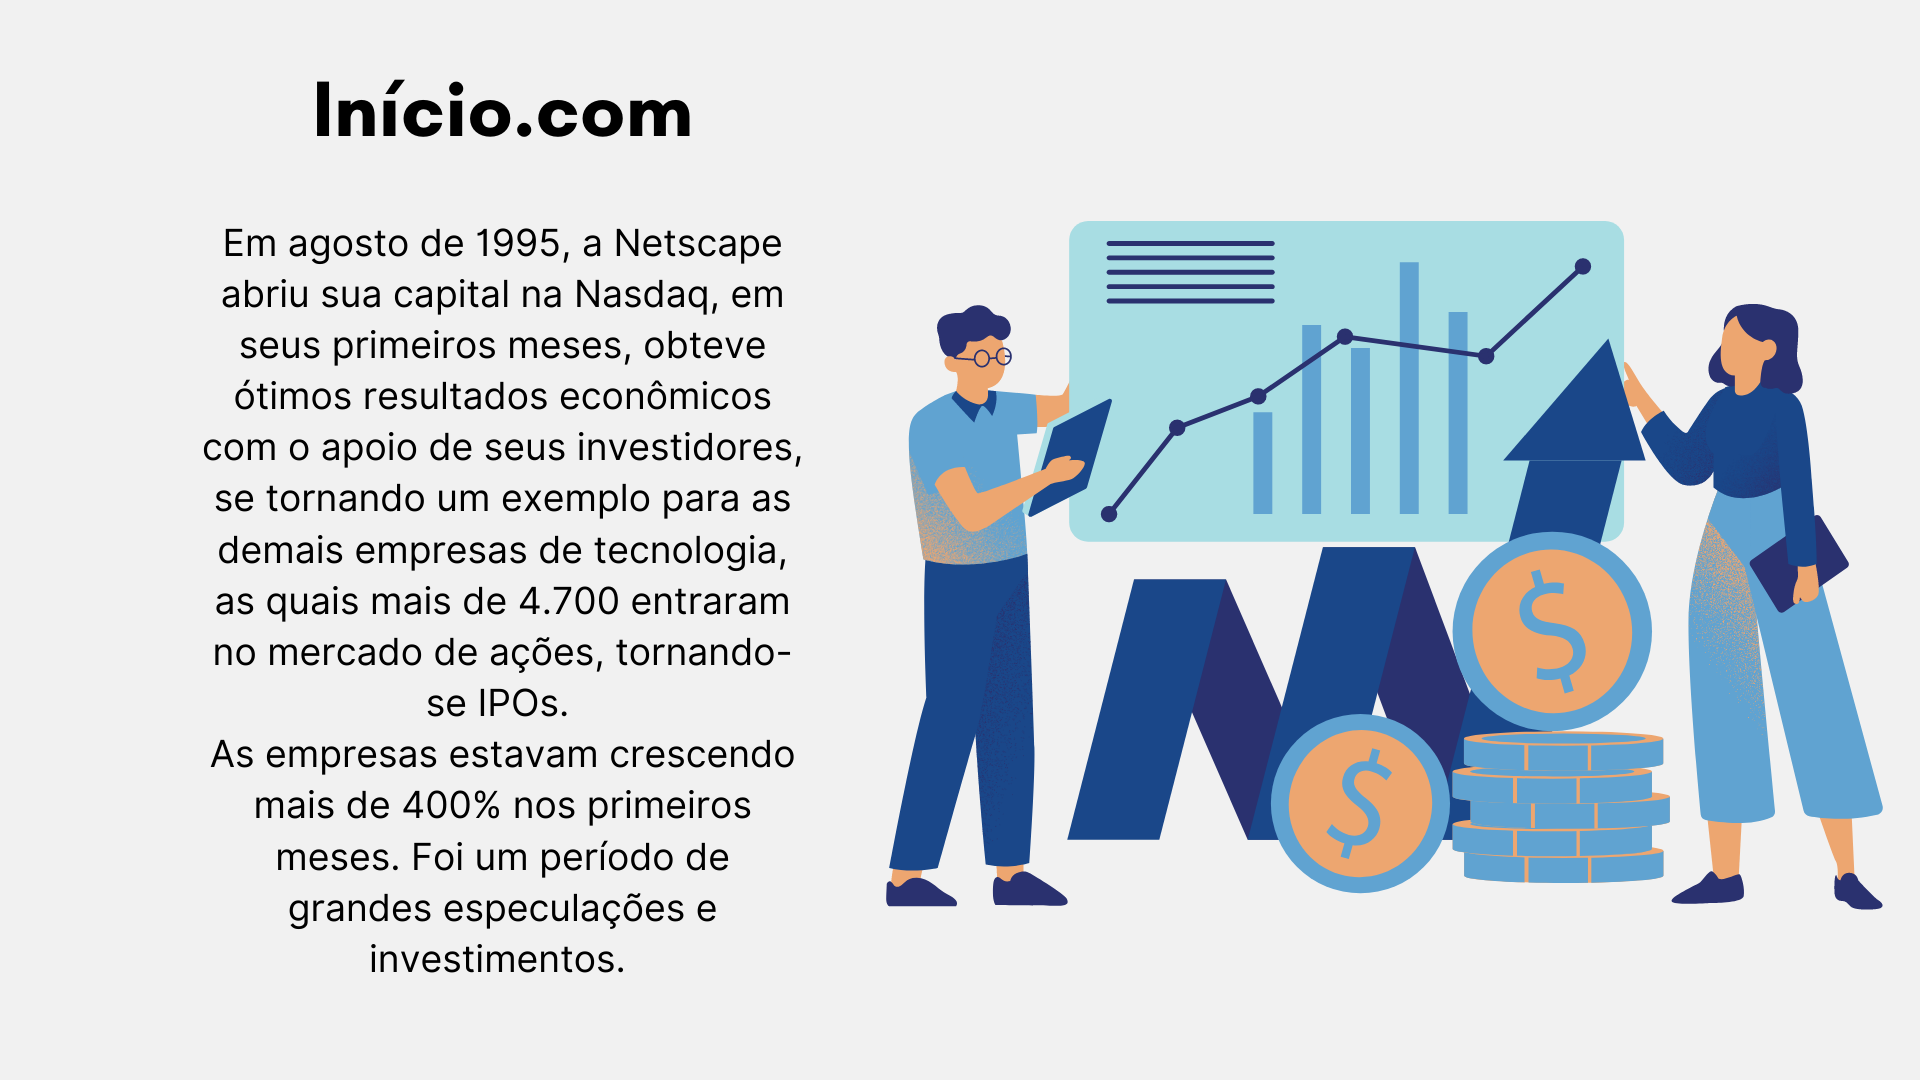 Início.com
Em agosto de 1995, a Netscape
abriu sua capital na Nasdaq, em
seus primeiros meses, obteve
ótimos resultados econômicos
com o apoio de seus investidores,
se tornando um exemplo para as
demais empresas de tecnologia,
as quais mais de 4.700 entraram
no mercado de ações, tornando-
se IPOs.
As empresas estavam crescendo
mais de 400% nos primeiros
meses. Foi um período de
grandes especulações e
investimentos.
$
$